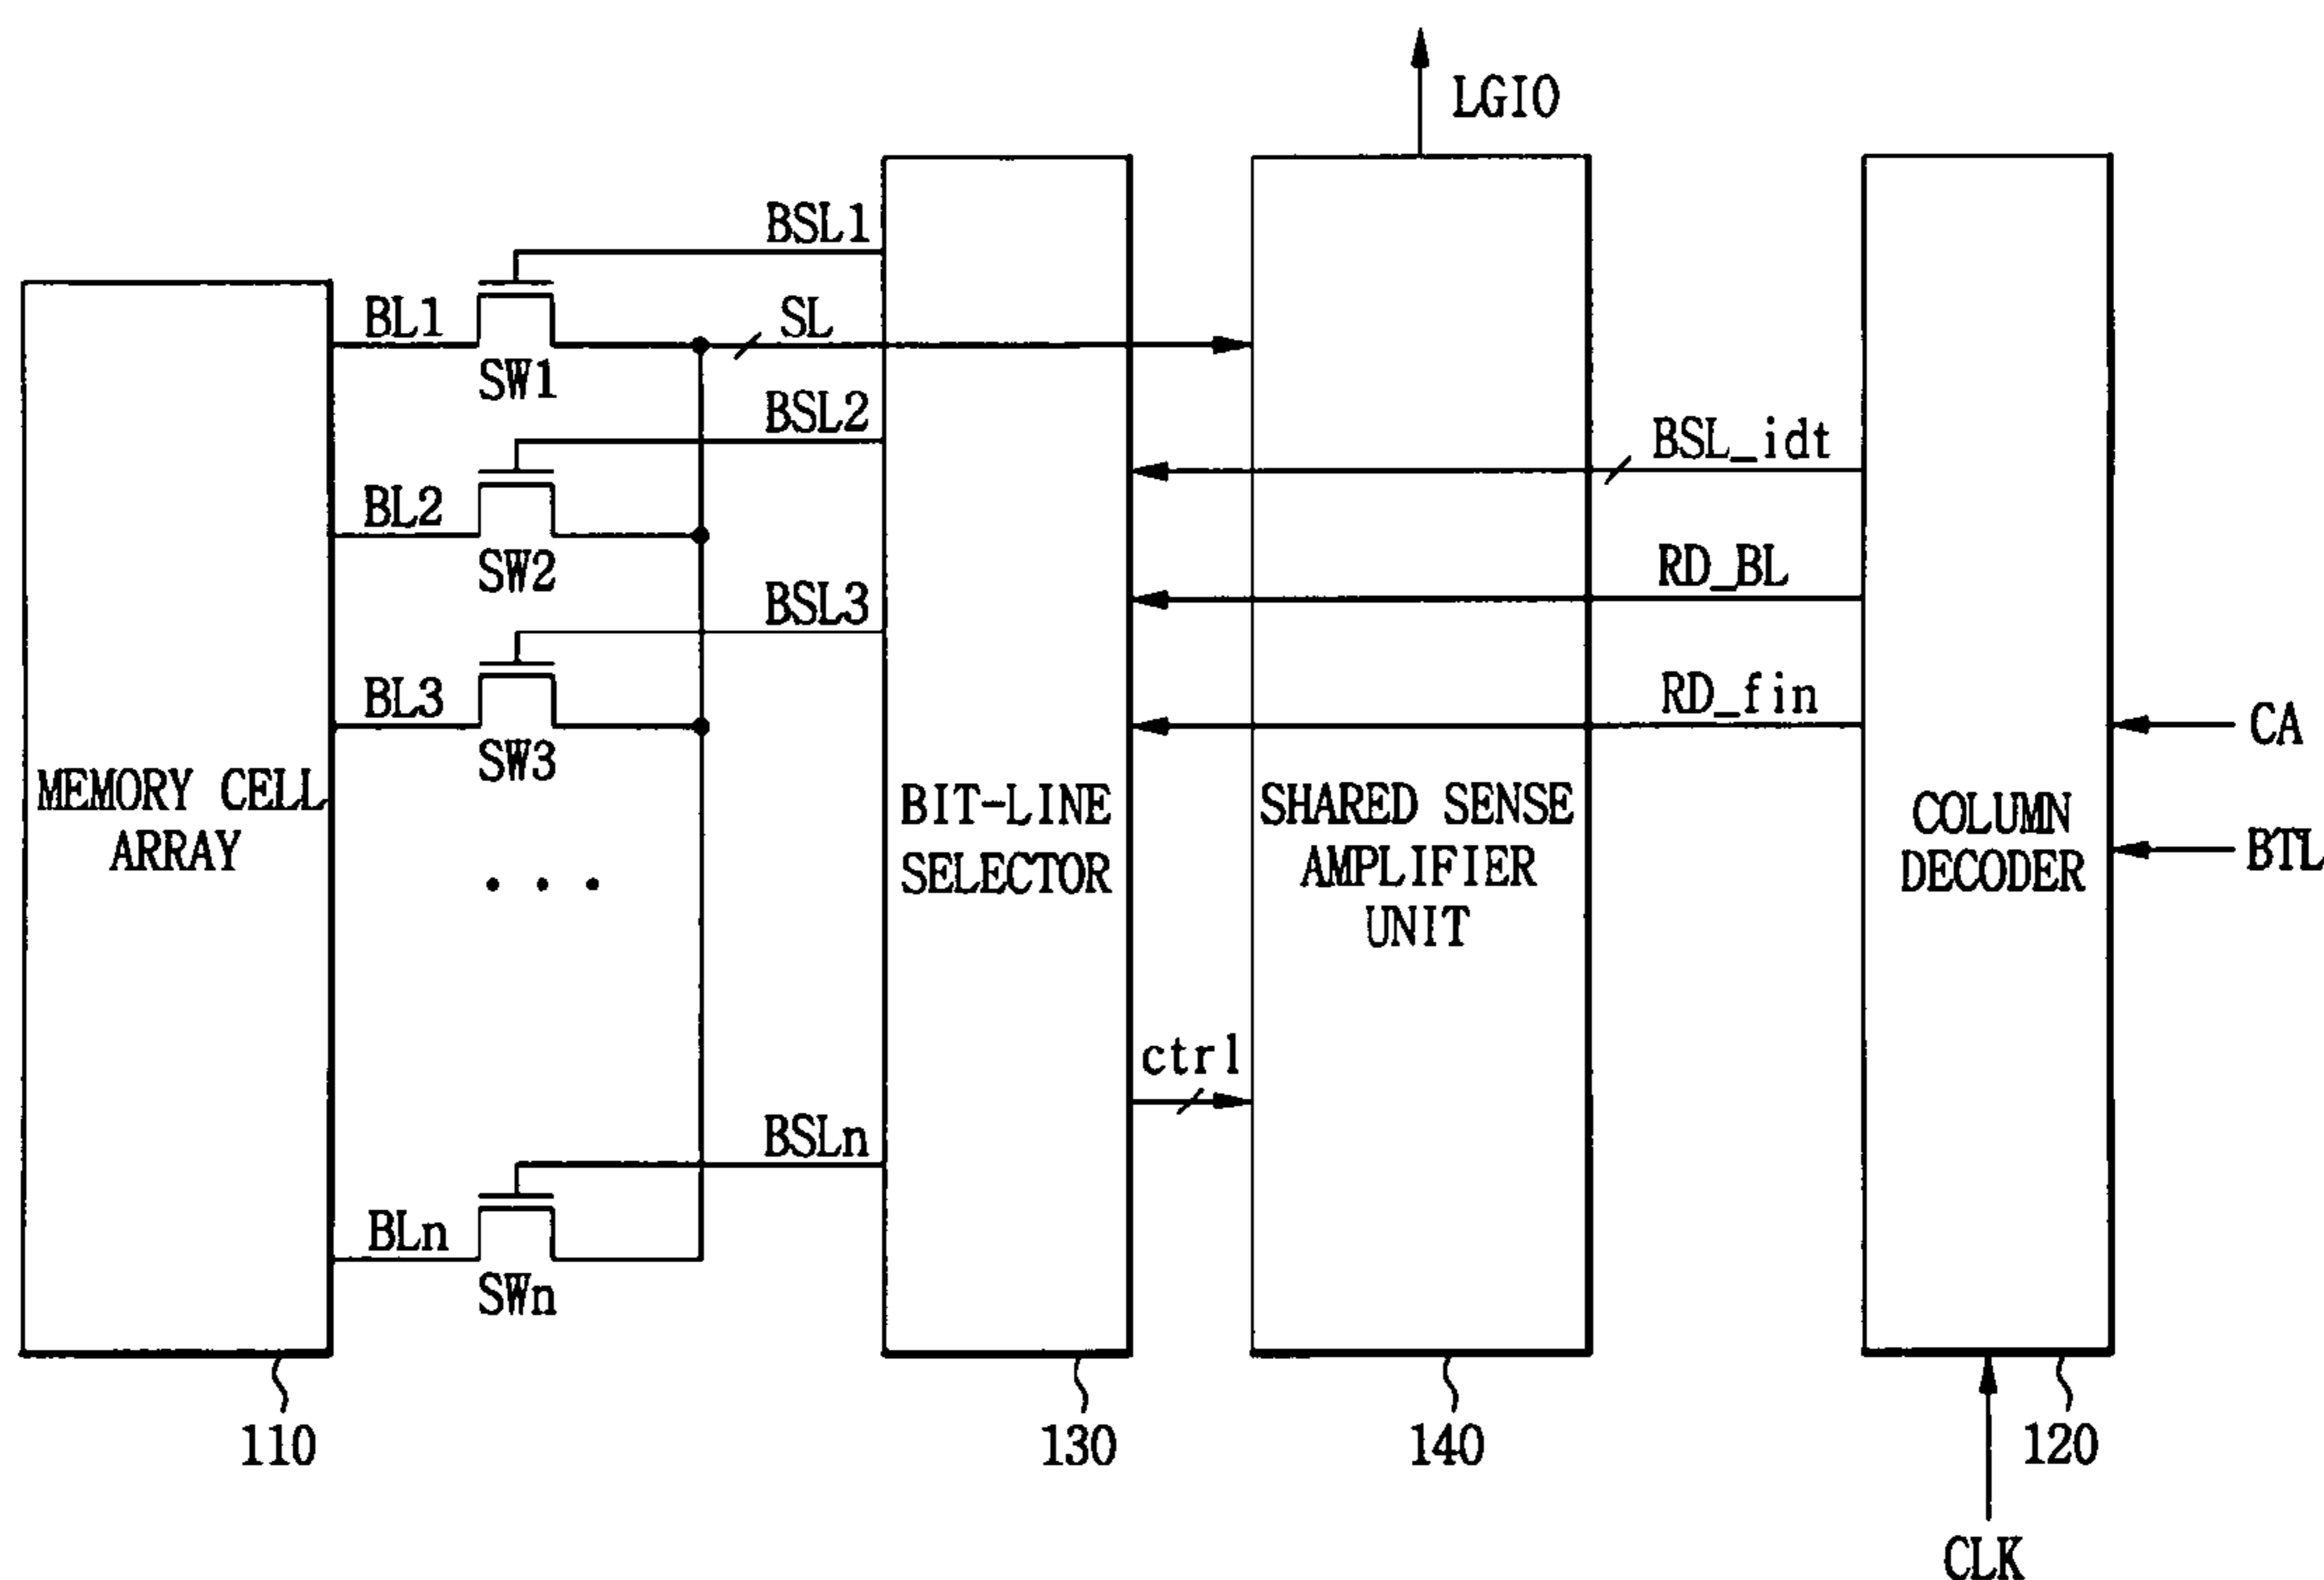 LGIO
BSL1
BL1
SL
SW1
BSL2
BSL_idt
BL2
SW2
RD_BL
BSL3
BL3
RD_fin
SW3
CA
MEMORY CELL
ARRAY
BIT-LINE
SELECTOR
SHARED SENSE
AMPLIFIER
UNIT
COLUMN
DECODER
BTL
. . .
ctrl
BSLn
BLn
SWn
110
130
140
120
CLK